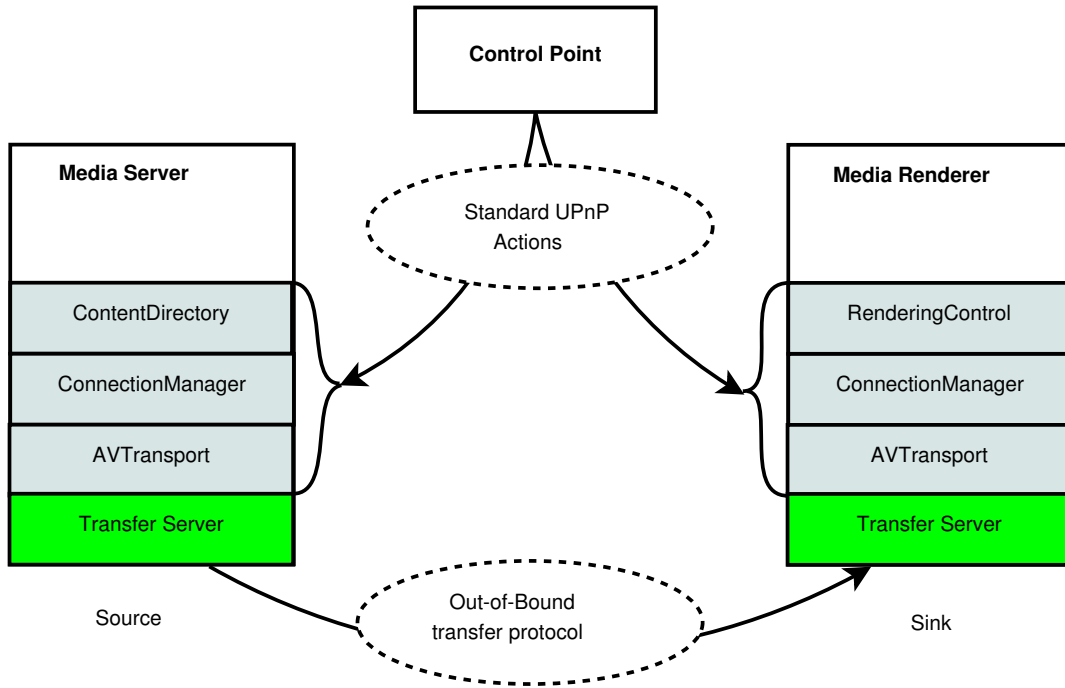 Control Point
Media Server
Media Renderer
Standard UPnP
Actions
ContentDirectory
ConnectionManager
AVTransport
Transfer Server
RenderingControl
ConnectionManager
AVTransport
Transfer Server
Source
Out-of-Bound
transfer protocol
Sink